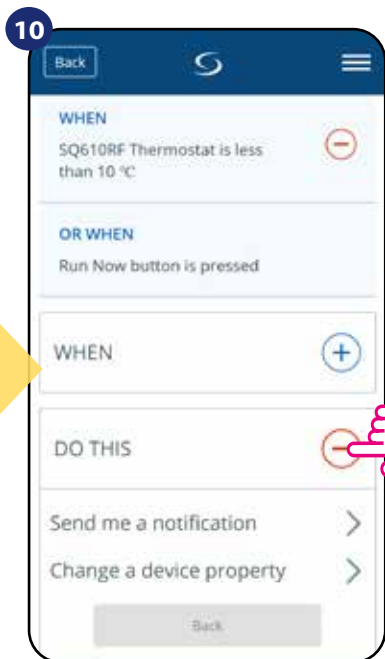 10
Back
WHEN
SQ610RF Thermostat is less
than 10 °C
OR WHEN
Run Now button is pressed
WHEN
DO THIS
Send me a notification
Change a device property
Back